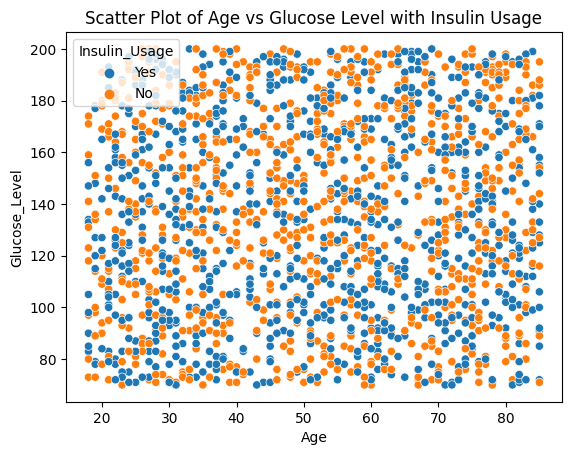 Scatter Plot of Age vs Glucose Level with Insulin Usage
Insulin_Usage
Yes
No
Glucose_Level
200
180
160
140
120
100
80
20 30 40 50 60 70 80
Age